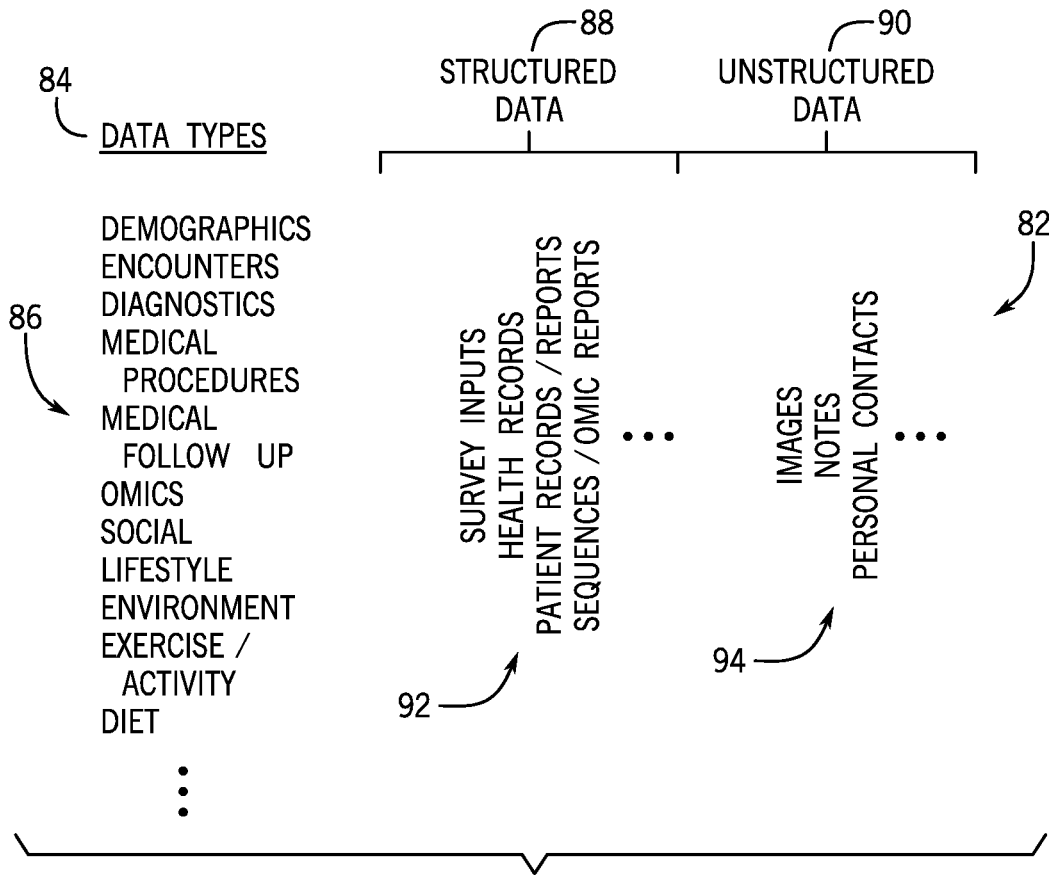 88
90
STRUCTURED
DATA
UNSTRUCTURED
DATA
84
DATA TYPES
82
DEMOGRAPHICS
ENCOUNTERS
DIAGNOSTICS
86
MEDICAL
PROCEDURES
MEDICAL
FOLLOW UP
OMICS
SOCIAL
LIFESTYLE
ENVIRONMENT
EXERCISE /
ACTIVITY
DIET
SURVEY INPUTS
HEALTH RECORDS
PATIENT RECORDS / REPORTS
SEQUENCES / OMIC REPORTS
92
IMAGES
NOTES
PERSONAL CONTACTS
94